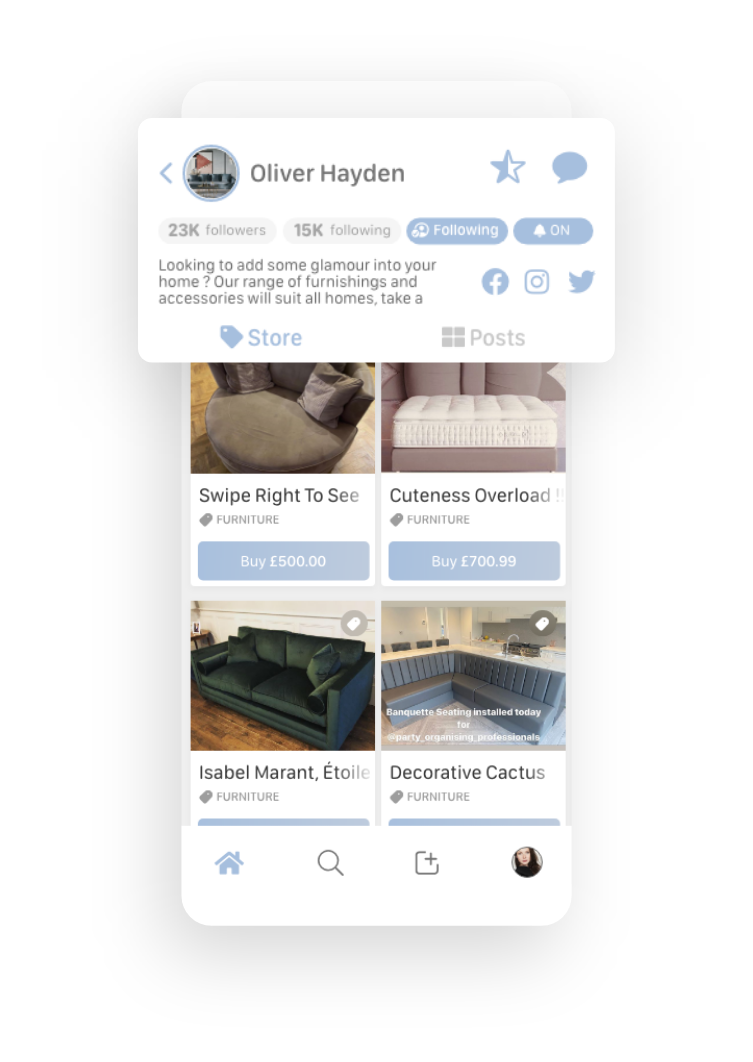 Oliver Hayden
23K followers 15K following Following ON
Looking to add some glamour into your
home ? Our range of furnishings and
accessories will suit all homes, take a
Store Posts
Swipe Right To See
FURNITURE
Buy £500.00
Cuteness Overload !!
FURNITURE
Buy £700.99
Banquette Seating installed today
for
@party_organising_professionals
Isabel Marant, Étoile
FURNITURE
Decorative Cactus
FURNITURE